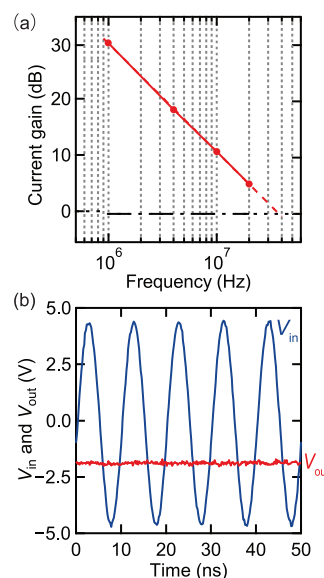 (a)
Current gain (dB)
30
20
10
0
10^6
10^7
Frequency (Hz)
(b)
V_in and V_out (V)
5.0
2.5
0.0
−2.5
−5.0
V_in
V_ou
0
10
20
30
40
50
Time (ns)